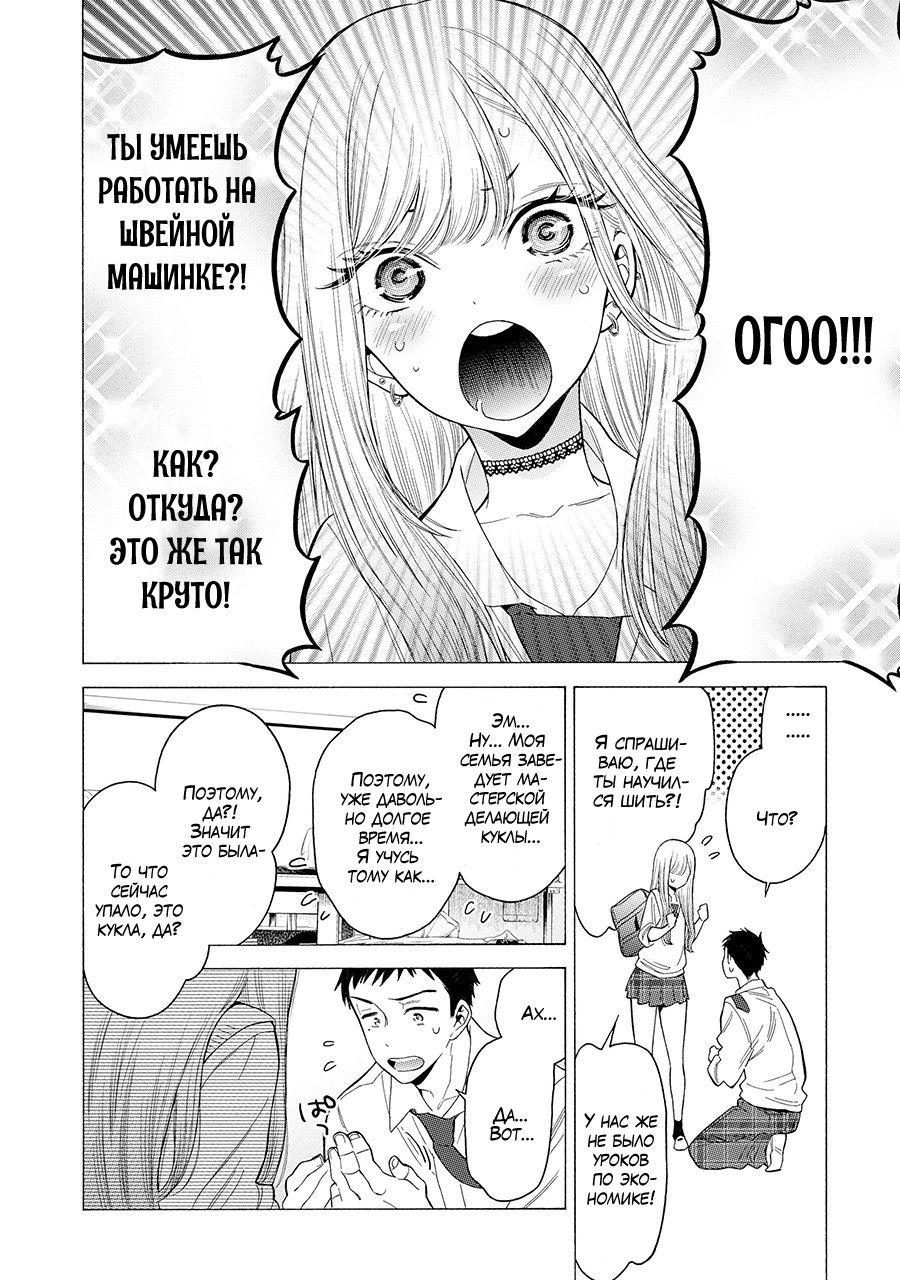 ОГОО!!!
ТЫ УМЕЕШЬ
РАБОТАТЬ НА
ШВЕЙНОЙ
МАШИНКЕ?!
КАК?
ОТКУДА?
ЭТО ЖЕ ТАК
КРУТО!
......
......
ЧТО?
Я СПРАШИ-
ВАЮ, ГДЕ
ТЫ НАУЧИЛ-
СЯ ШИТЬ?!
У НАС ЖЕ
НЕ БЫЛО
УРОКОВ
ПО ЭКО-
НОМИКЕ!
ЭМ...
НУ... МОЯ
СЕМЬЯ ЗАВЕ-
ДУЕТ МА-
СТЕРСКОЙ
ДЕЛАЮЩЕЙ
КУКЛЫ...
ПОЭТОМУ,
УЖЕ ДАВОЛЬ-
НО ДОЛГОЕ
ВРЕМЯ...
Я УЧУСЬ
ТОМУ КАК...
ПОЭТОМУ,
ДА?!
ЗНАЧИТ
ЭТО БЫЛА-
ТО ЧТО
СЕЙЧАС
УПАЛО, ЭТО
КУКЛА, ДА?
АХ...
ДА...
ВОТ...